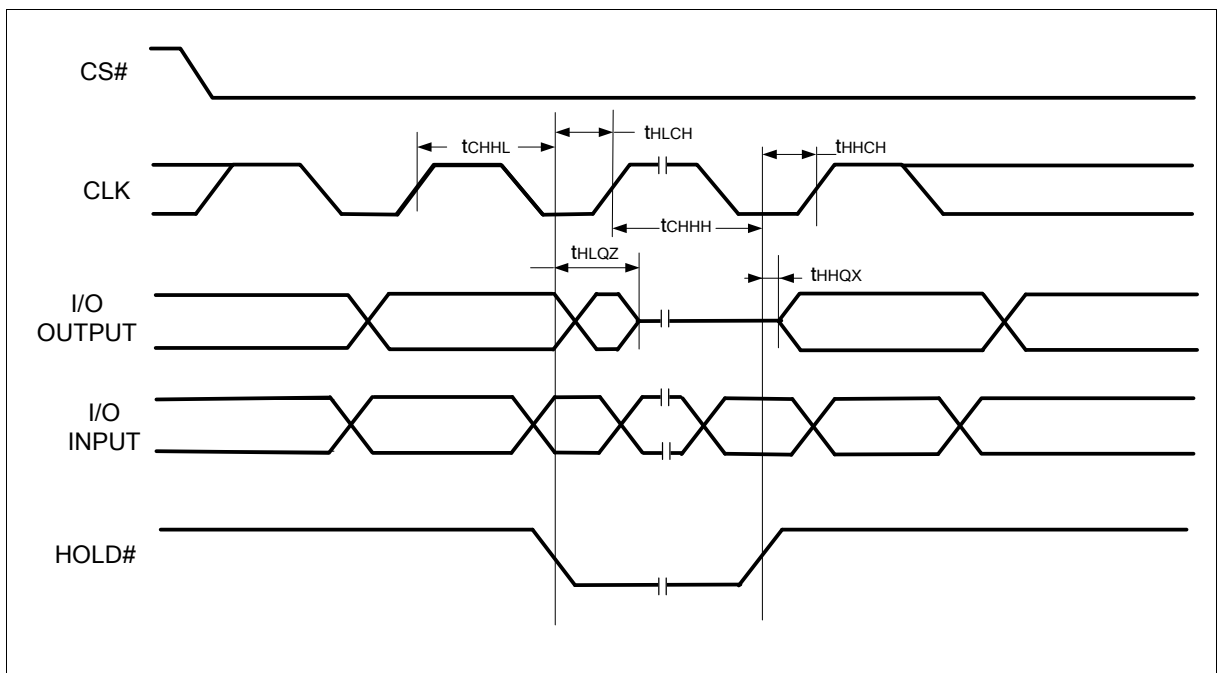 CS#
tCHHL
tHLCH
tHHCH
CLK
tCHHH
tHLQZ
tHHQX
I/O
OUTPUT
I/O
INPUT
HOLD#